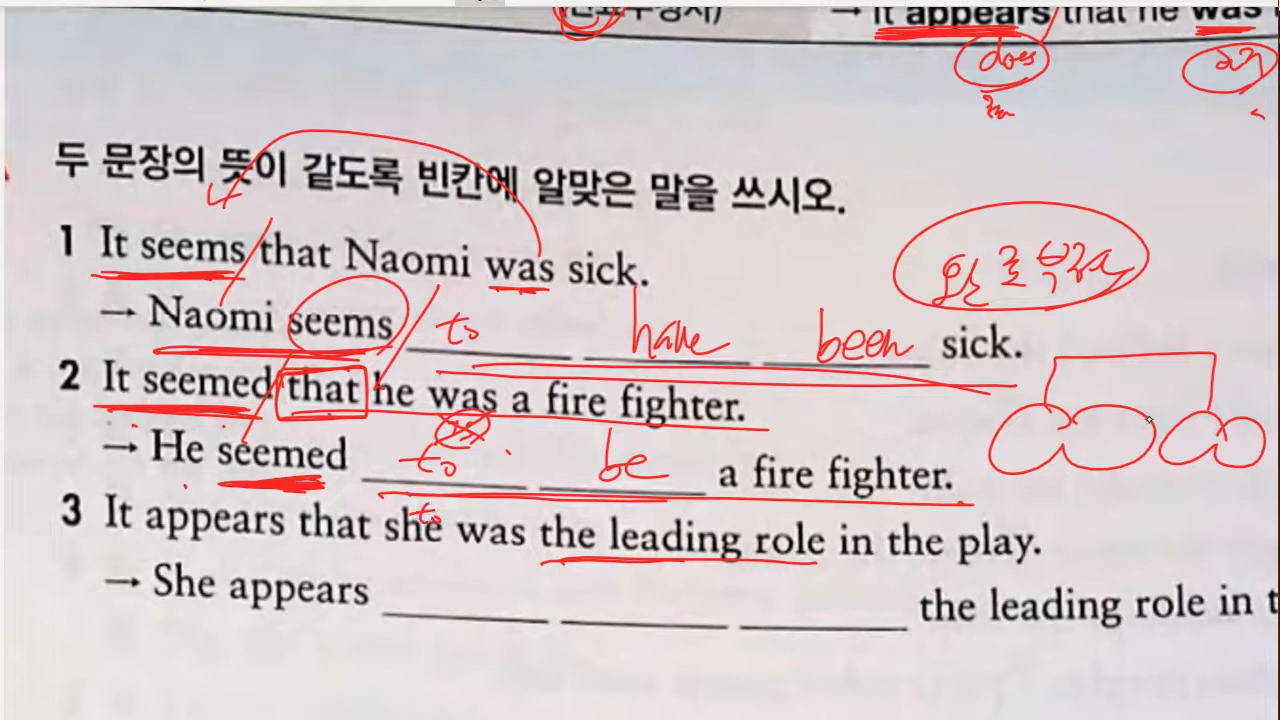 → It appears that he was
does
두 문장의 뜻이 같도록 빈칸에 알맞은 말을 쓰시오.
1 It seems that Naomi was sick.
→ Naomi seems to have been sick.
2 It seemed that he was a fire fighter.
→ He seemed to be a fire fighter.
to
3 It appears that she was the leading role in the play.
→ She appears the leading role in t